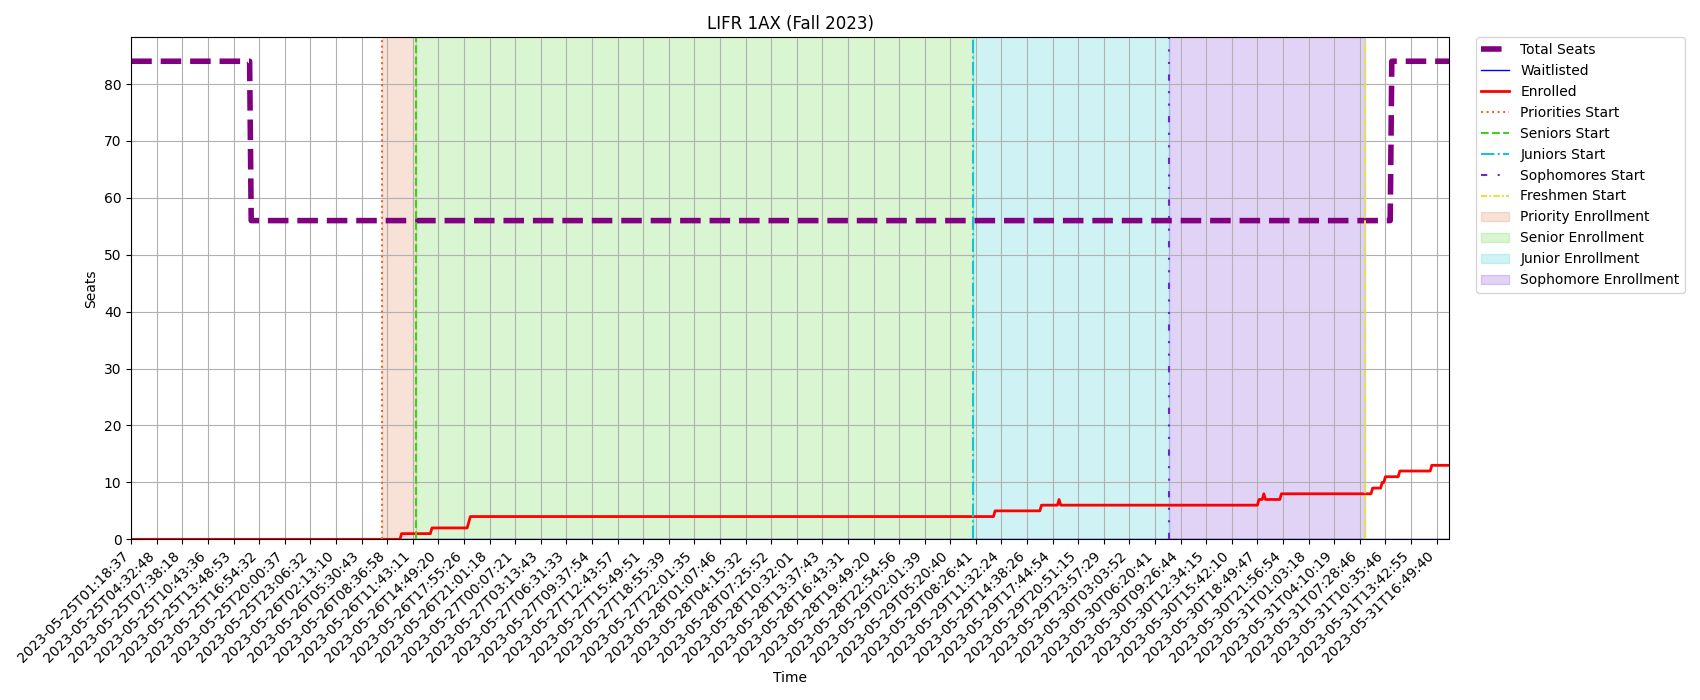 LIFR 1AX (Fall 2023)
Total Seats
Waitlisted
Enrolled
Priorities Start
Seniors Start
Juniors Start
Sophomores Start
Freshmen Start
Priority Enrollment
Senior Enrollment
Junior Enrollment
Sophomore Enrollment
80
70
60
50
40
30
20
10
0
Seats
2023-05-25T01:18:37
2023-05-25T04:32:48
2023-05-25T07:38:18
2023-05-25T10:43:36
2023-05-25T13:48:53
2023-05-25T16:54:32
2023-05-25T20:00:37
2023-05-25T23:06:32
2023-05-26T02:13:10
2023-05-26T05:30:43
2023-05-26T08:36:58
2023-05-26T11:43:11
2023-05-26T14:49:20
2023-05-26T17:55:26
2023-05-26T21:01:18
2023-05-27T00:07:21
2023-05-27T03:13:43
2023-05-27T06:31:33
2023-05-27T09:37:54
2023-05-27T12:43:57
2023-05-27T15:49:51
2023-05-27T18:55:39
2023-05-27T22:01:35
2023-05-28T01:07:46
2023-05-28T04:15:32
2023-05-28T07:25:52
2023-05-28T10:32:01
2023-05-28T13:37:43
2023-05-28T16:43:31
2023-05-28T19:49:20
2023-05-28T22:54:56
2023-05-29T02:01:39
2023-05-29T05:20:40
2023-05-29T08:26:41
2023-05-29T11:32:24
2023-05-29T14:38:26
2023-05-29T17:44:54
2023-05-29T20:51:15
2023-05-29T23:57:29
2023-05-30T03:03:52
2023-05-30T06:20:41
2023-05-30T09:26:44
2023-05-30T12:34:15
2023-05-30T15:42:10
2023-05-30T18:49:47
2023-05-30T21:56:54
2023-05-31T01:03:18
2023-05-31T04:10:19
2023-05-31T07:28:46
2023-05-31T10:35:46
2023-05-31T13:42:55
2023-05-31T16:49:40
Time